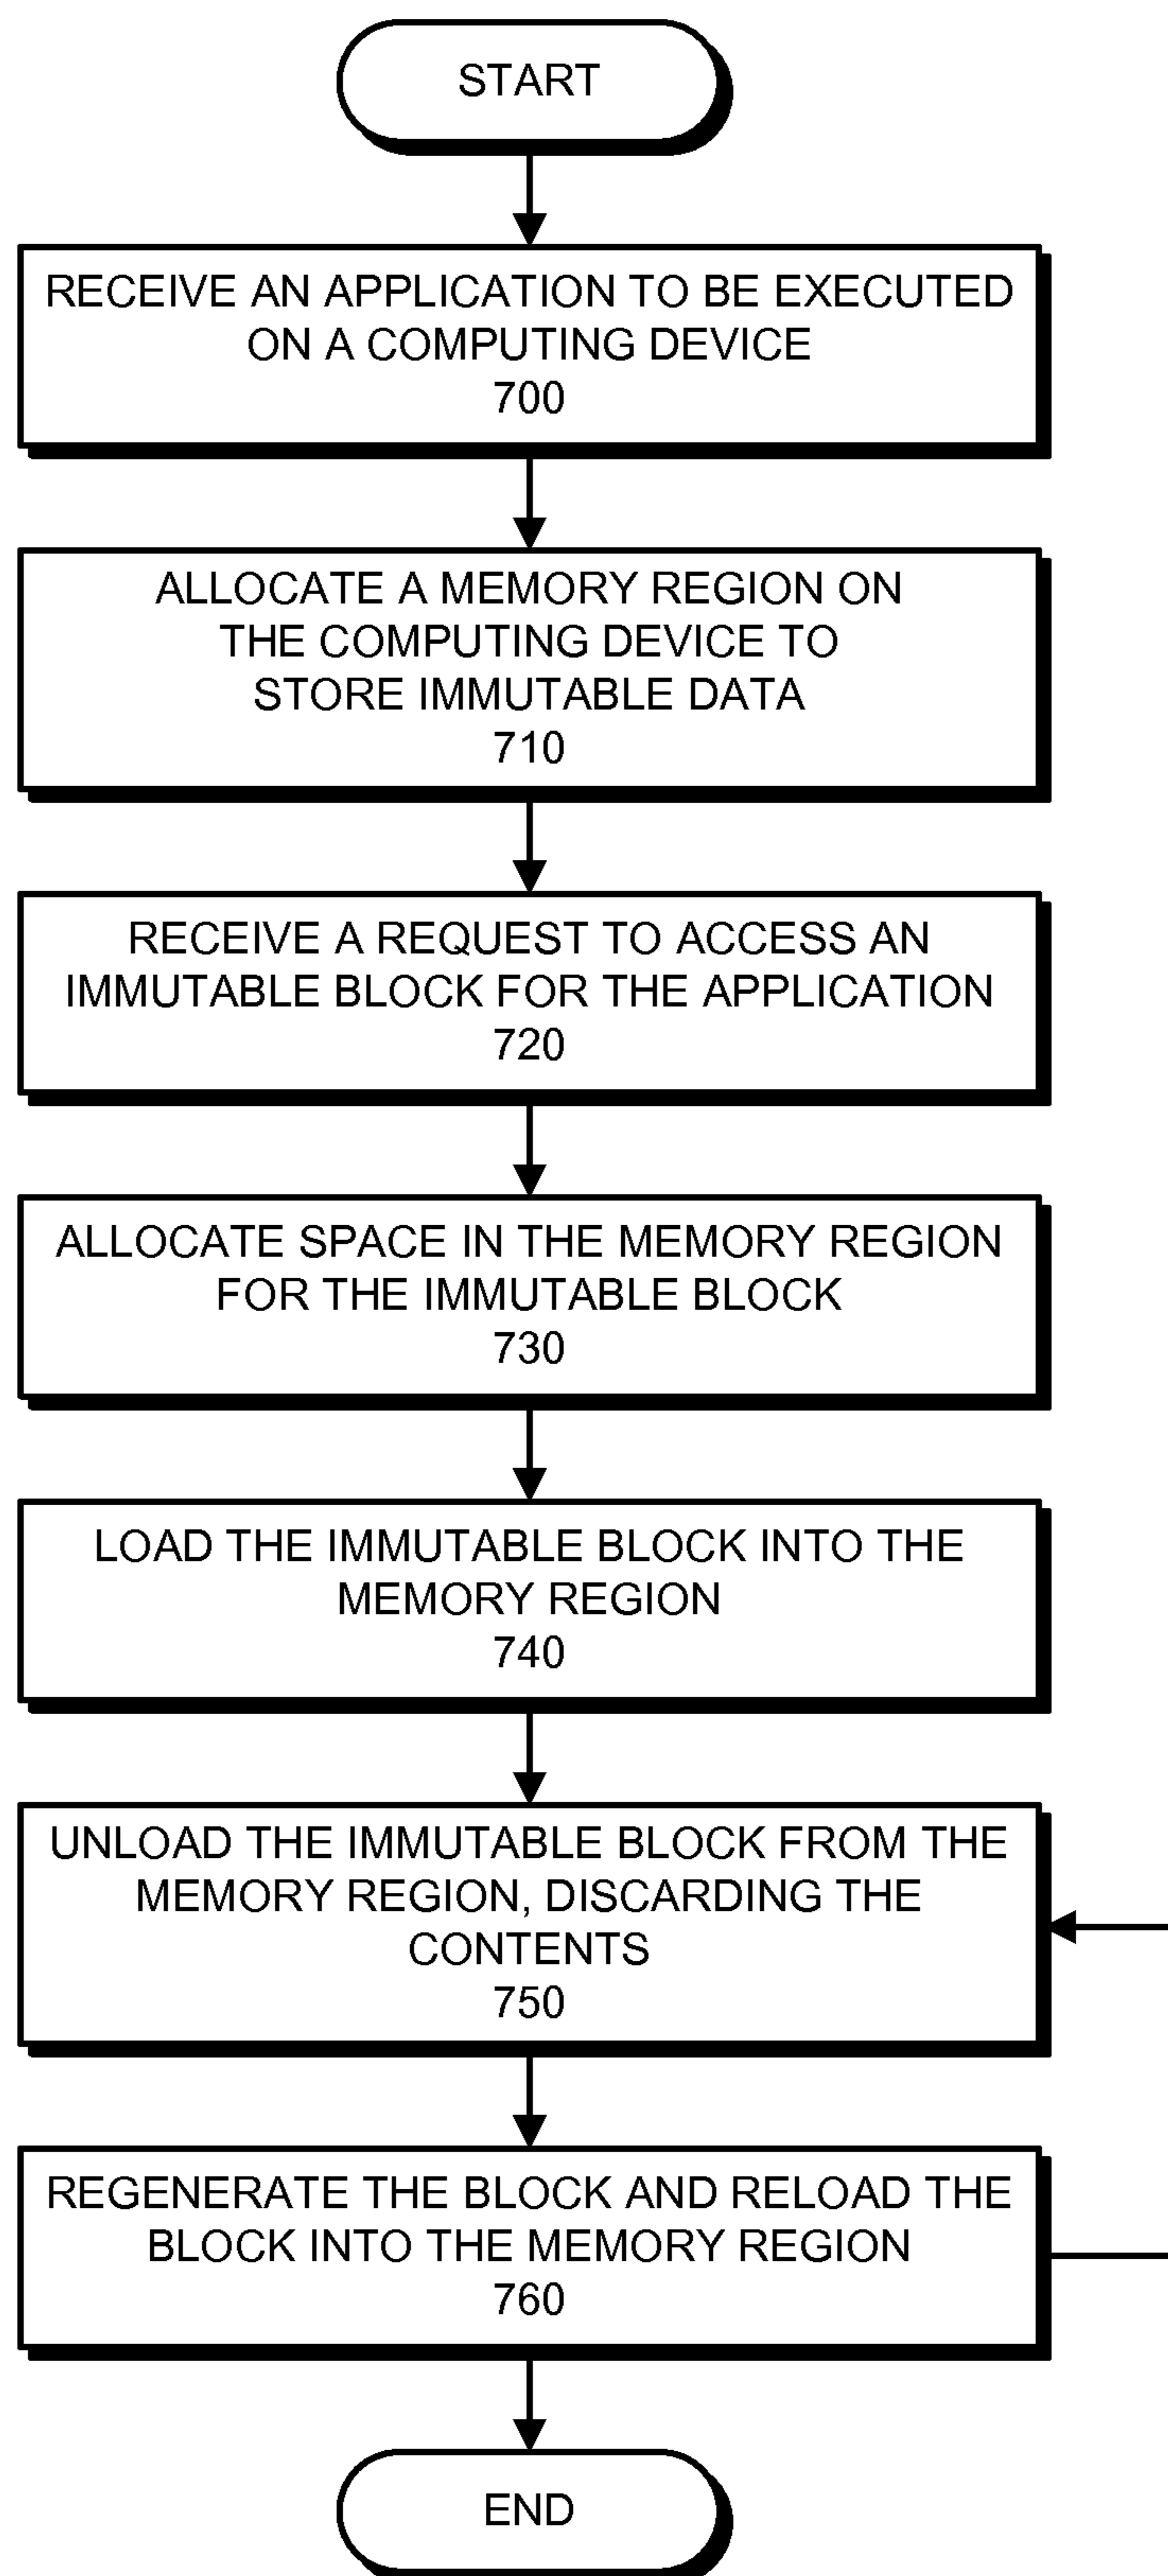 START
RECEIVE AN APPLICATION TO BE EXECUTED
ON A COMPUTING DEVICE
700
ALLOCATE A MEMORY REGION ON
THE COMPUTING DEVICE TO
STORE IMMUTABLE DATA
710
RECEIVE A REQUEST TO ACCESS AN
IMMUTABLE BLOCK FOR THE APPLICATION
720
ALLOCATE SPACE IN THE MEMORY REGION
FOR THE IMMUTABLE BLOCK
730
LOAD THE IMMUTABLE BLOCK INTO THE
MEMORY REGION
740
UNLOAD THE IMMUTABLE BLOCK FROM THE
MEMORY REGION, DISCARDING THE
CONTENTS
750
REGENERATE THE BLOCK AND RELOAD THE
BLOCK INTO THE MEMORY REGION
760
END